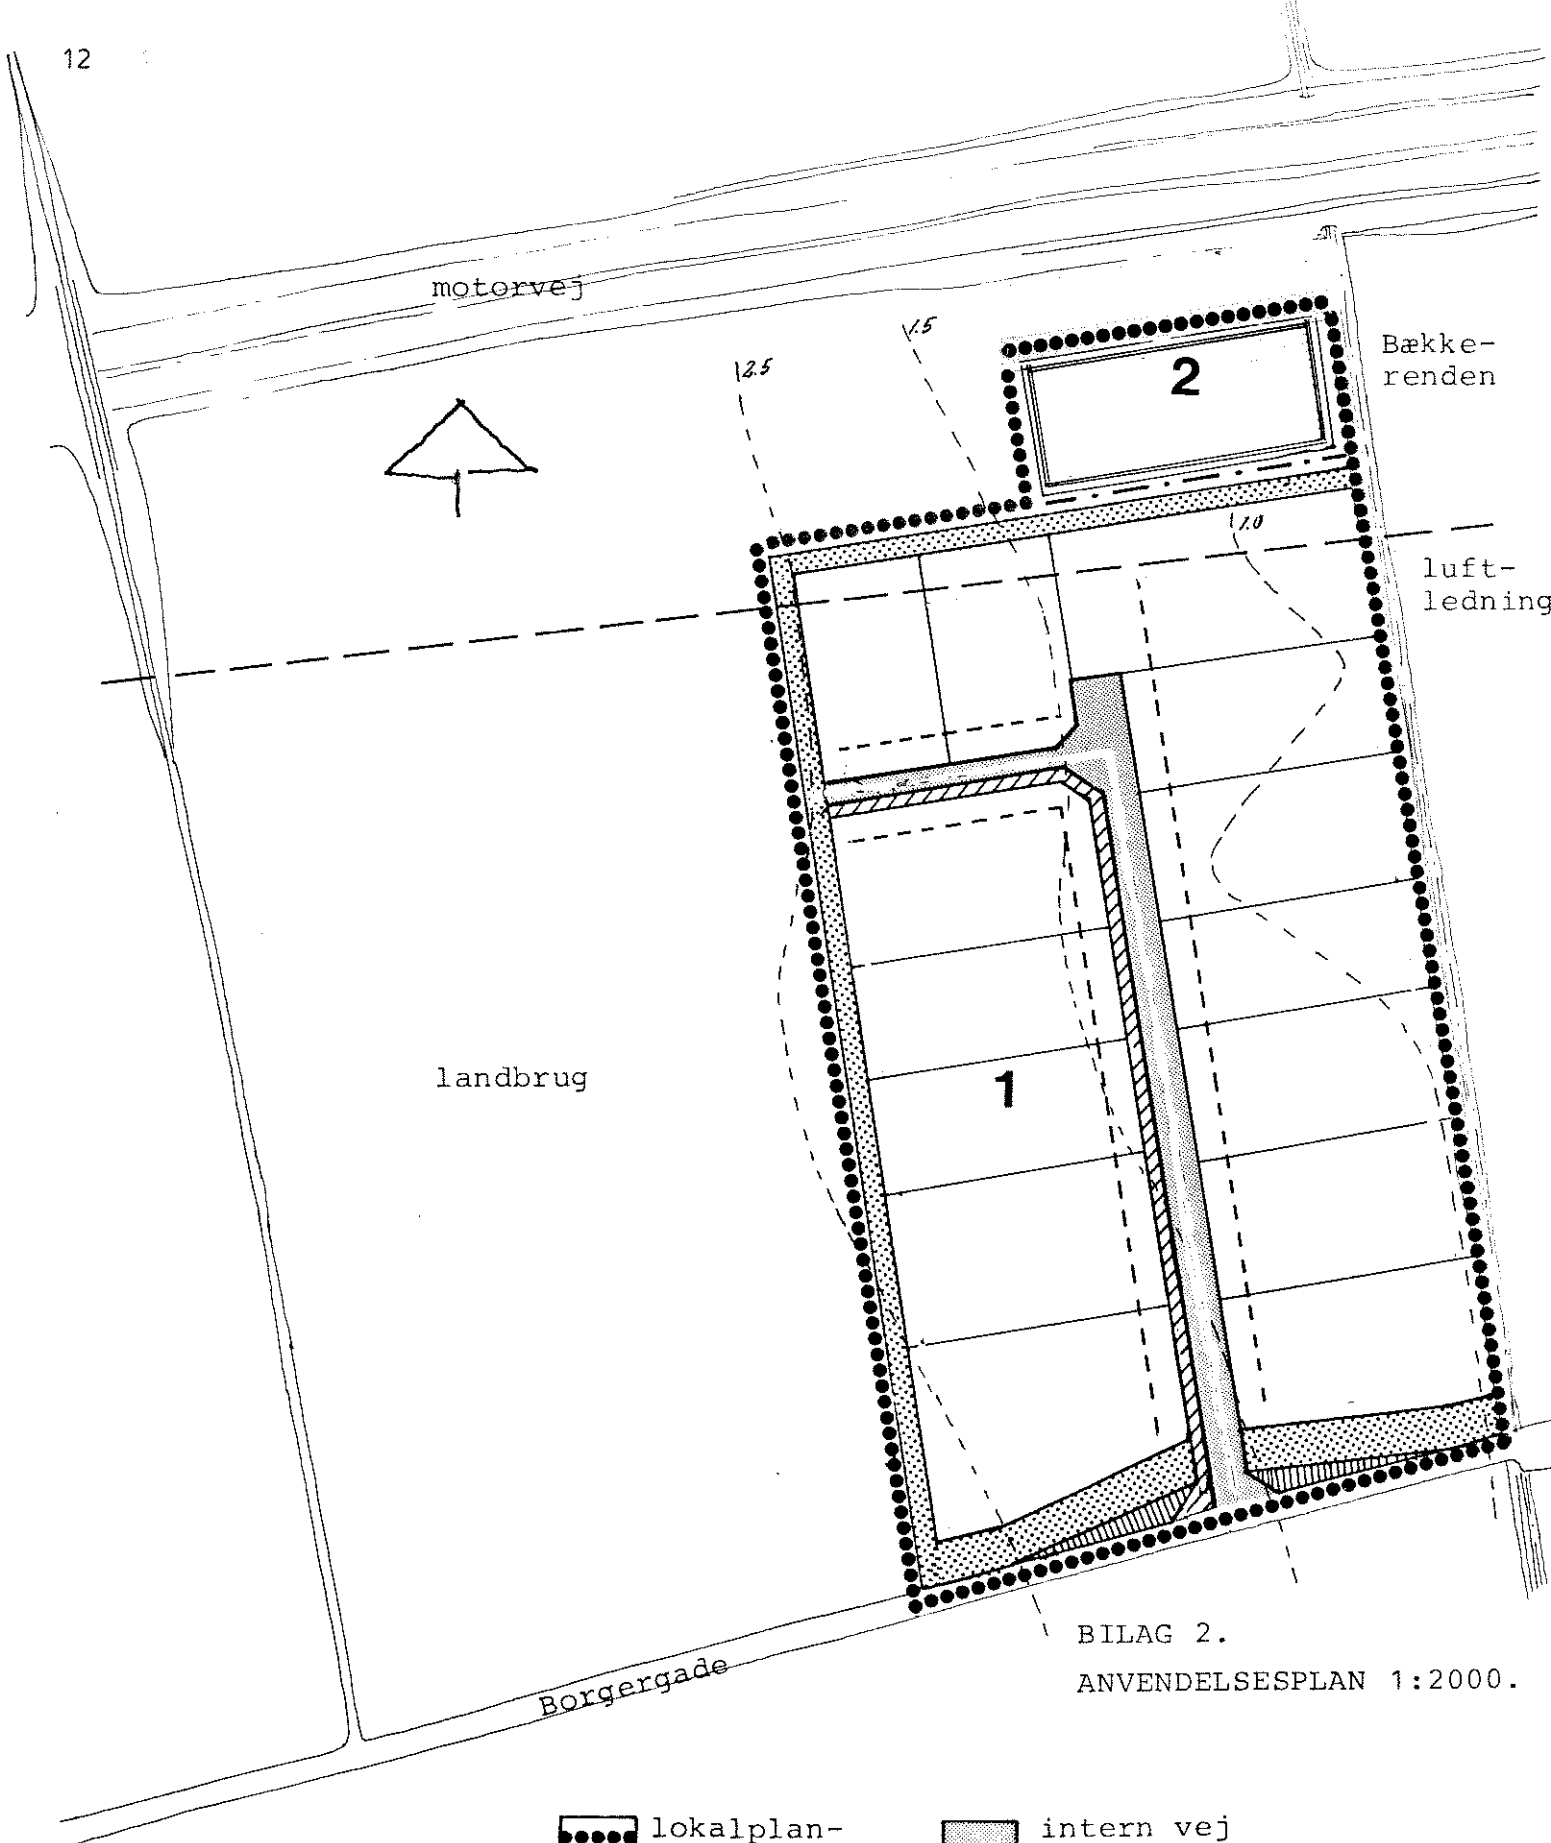 12
motorvej
1.5
2.5
2
Bække-
renden
1.0
luft-
ledning
landbrug
1
BILAG 2.
ANVENDELSESPLAN 1:2000.
Borgergade
lokalplan-
intern vej